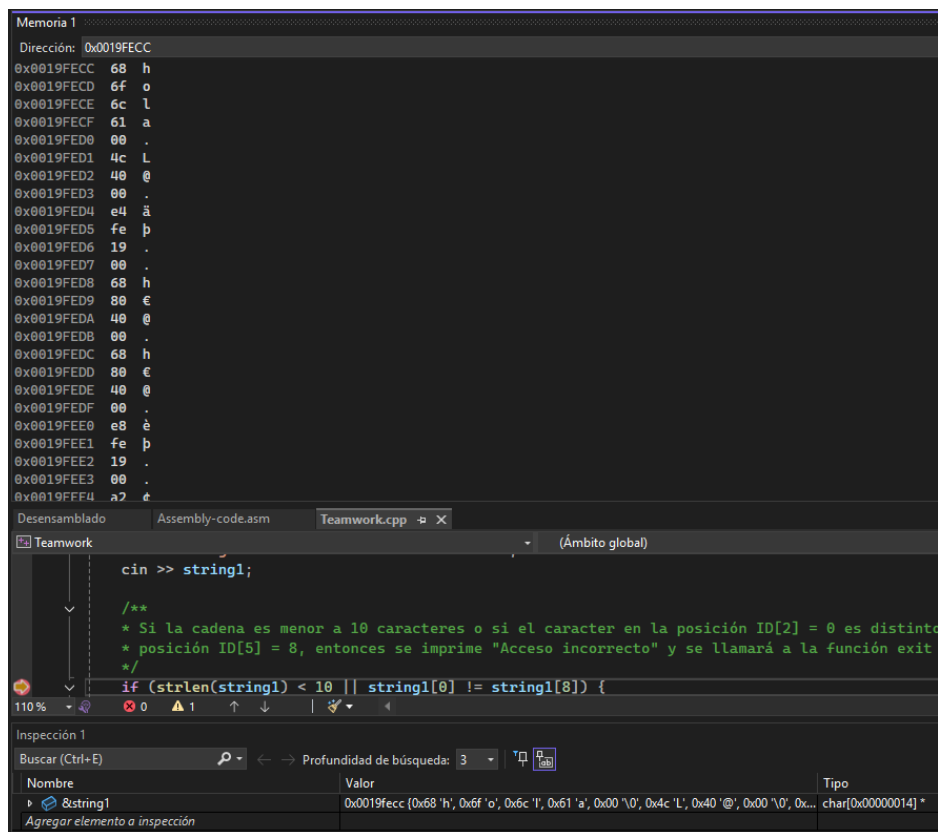 Memoria 1
Dirección: 0x0019FECC
0x0019FECC 68 h
0x0019FECD 6f o
0x0019FECE 6c l
0x0019FECF 61 a
0x0019FED0 00 .
0x0019FED1 4c L
0x0019FED2 40 @
0x0019FED3 00 .
0x0019FED4 e4 ä
0x0019FED5 fe þ
0x0019FED6 19 .
0x0019FED7 00 .
0x0019FED8 68 h
0x0019FED9 80 €
0x0019FEDA 40 @
0x0019FEDB 00 .
0x0019FEDC 68 h
0x0019FEDD 80 €
0x0019FEDE 40 @
0x0019FEDF 00 .
0x0019FEE0 e8 è
0x0019FEE1 fe þ
0x0019FEE2 19 .
0x0019FEE3 00 .
0x0019FEE4 a2 ¢
Desensamblado Assembly-code.asm Teamwork.cpp
Teamwork (Ámbito global)
cin >> string1;
/**
* Si la cadena es menor a 10 caracteres o si el caracter en la posición ID[2] = 0 es distinto
* posición ID[5] = 8, entonces se imprime "Acceso incorrecto" y se llamará a la función exit
*/
if (strlen(string1) < 10 || string1[0] != string1[8]) {
110 % 0 1
Inspección 1
Buscar (Ctrl+E) Profundidad de búsqueda: 3
Nombre Valor Tipo
&string1 0x0019fecc {0x68 'h', 0x6f 'o', 0x6c 'l', 0x61 'a', 0x00 '\0', 0x4c 'L', 0x40 '@', 0x00 '\0', 0x... char[0x00000014] *
Agregar elemento a inspección